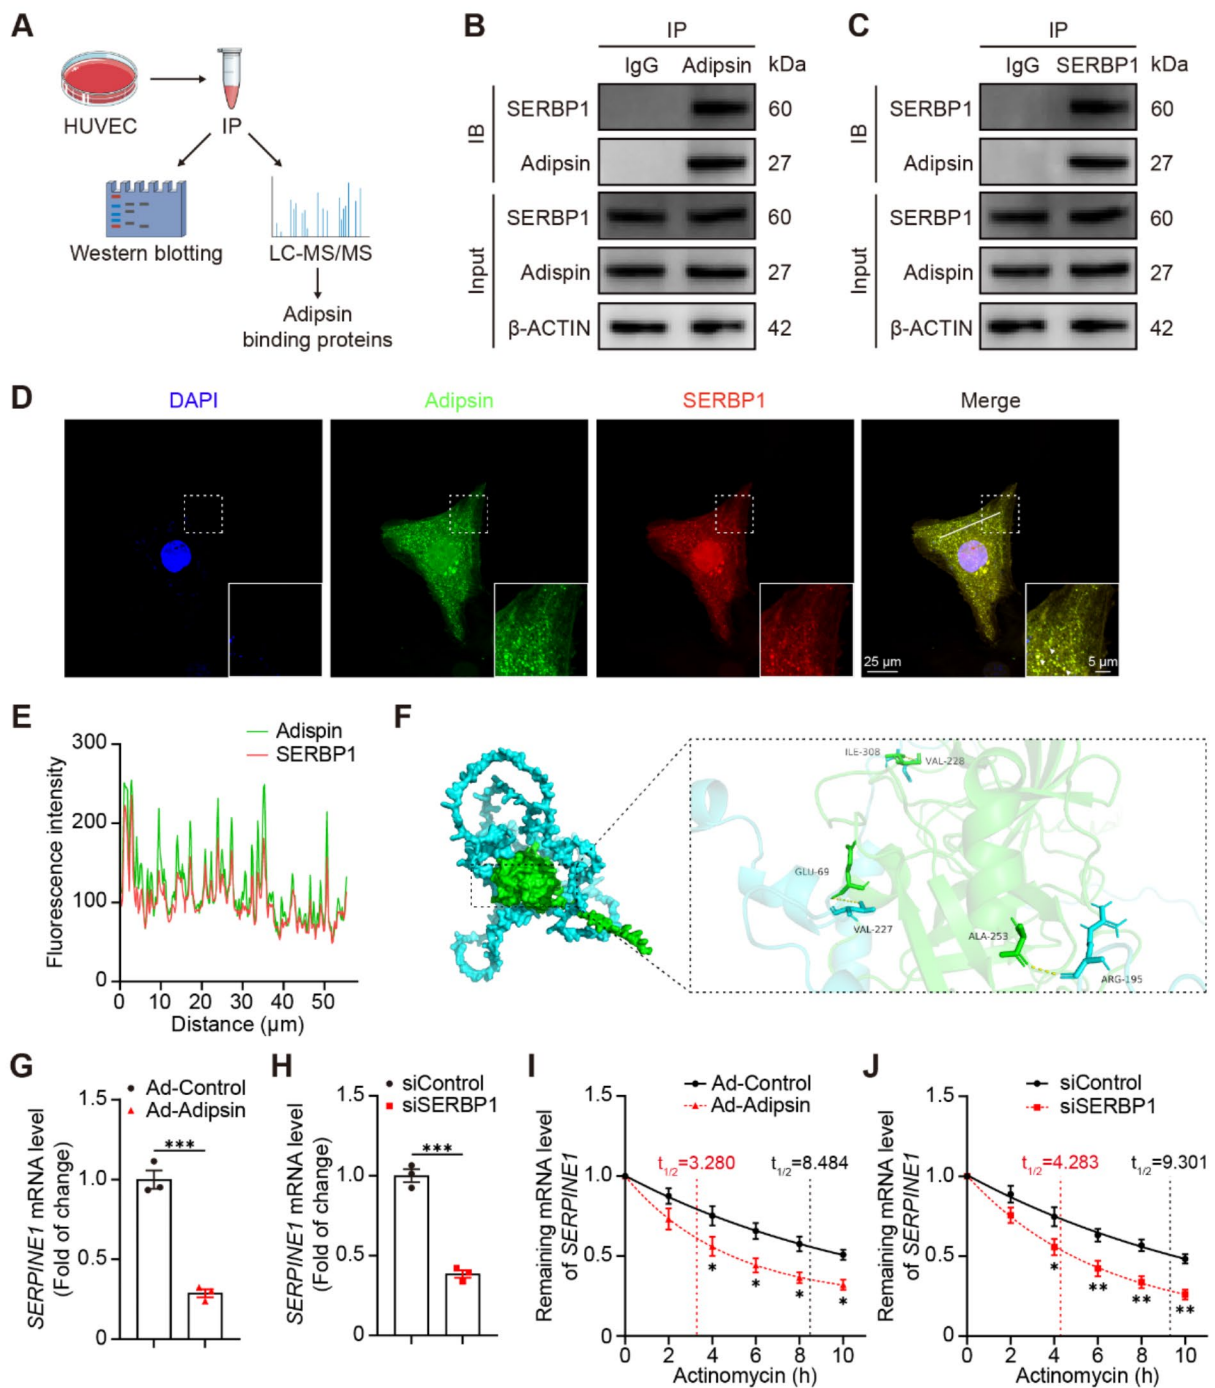 A
HUVEC
IP
Western blotting
LC-MS/MS
Adipsin
binding proteins
B
IP
IgG Adipsin kDa
IB
SERBP1 60
Adipsin 27
Input
SERBP1 60
Adispin 27
β-ACTIN 42
C
IP
IgG SERBP1 kDa
IB
SERBP1 60
Adipsin 27
Input
SERBP1 60
Adipsin 27
β-ACTIN 42
D
DAPI Adipsin SERBP1 Merge
25 µm 5 µm
E
Adispin
SERBP1
Fluorescence intensity
300
200
100
0
0 10 20 30 40 50
Distance (µm)
F
ILE-308
VAL-228
GLU-69
VAL-227
ALA-253
ARG-195
G
Ad-Control
Ad-Adipsin
SERPINE1 mRNA level
(Fold of change)
1.5
1.0
0.5
0
***
H
siControl
siSERBP1
SERPINE1 mRNA level
(Fold of change)
1.5
1.0
0.5
0
***
I
Ad-Control
Ad-Adipsin
Remaining mRNA level
of SERPINE1
1.5
1.0
0.5
0
t1/2=3.280 t1/2=8.484
* * * *
0 2 4 6 8 10
Actinomycin (h)
J
siControl
siSERBP1
Remaining mRNA level
of SERPINE1
1.5
1.0
0.5
0
t1/2=4.283 t1/2=9.301
* ** ** **
0 2 4 6 8 10
Actinomycin (h)